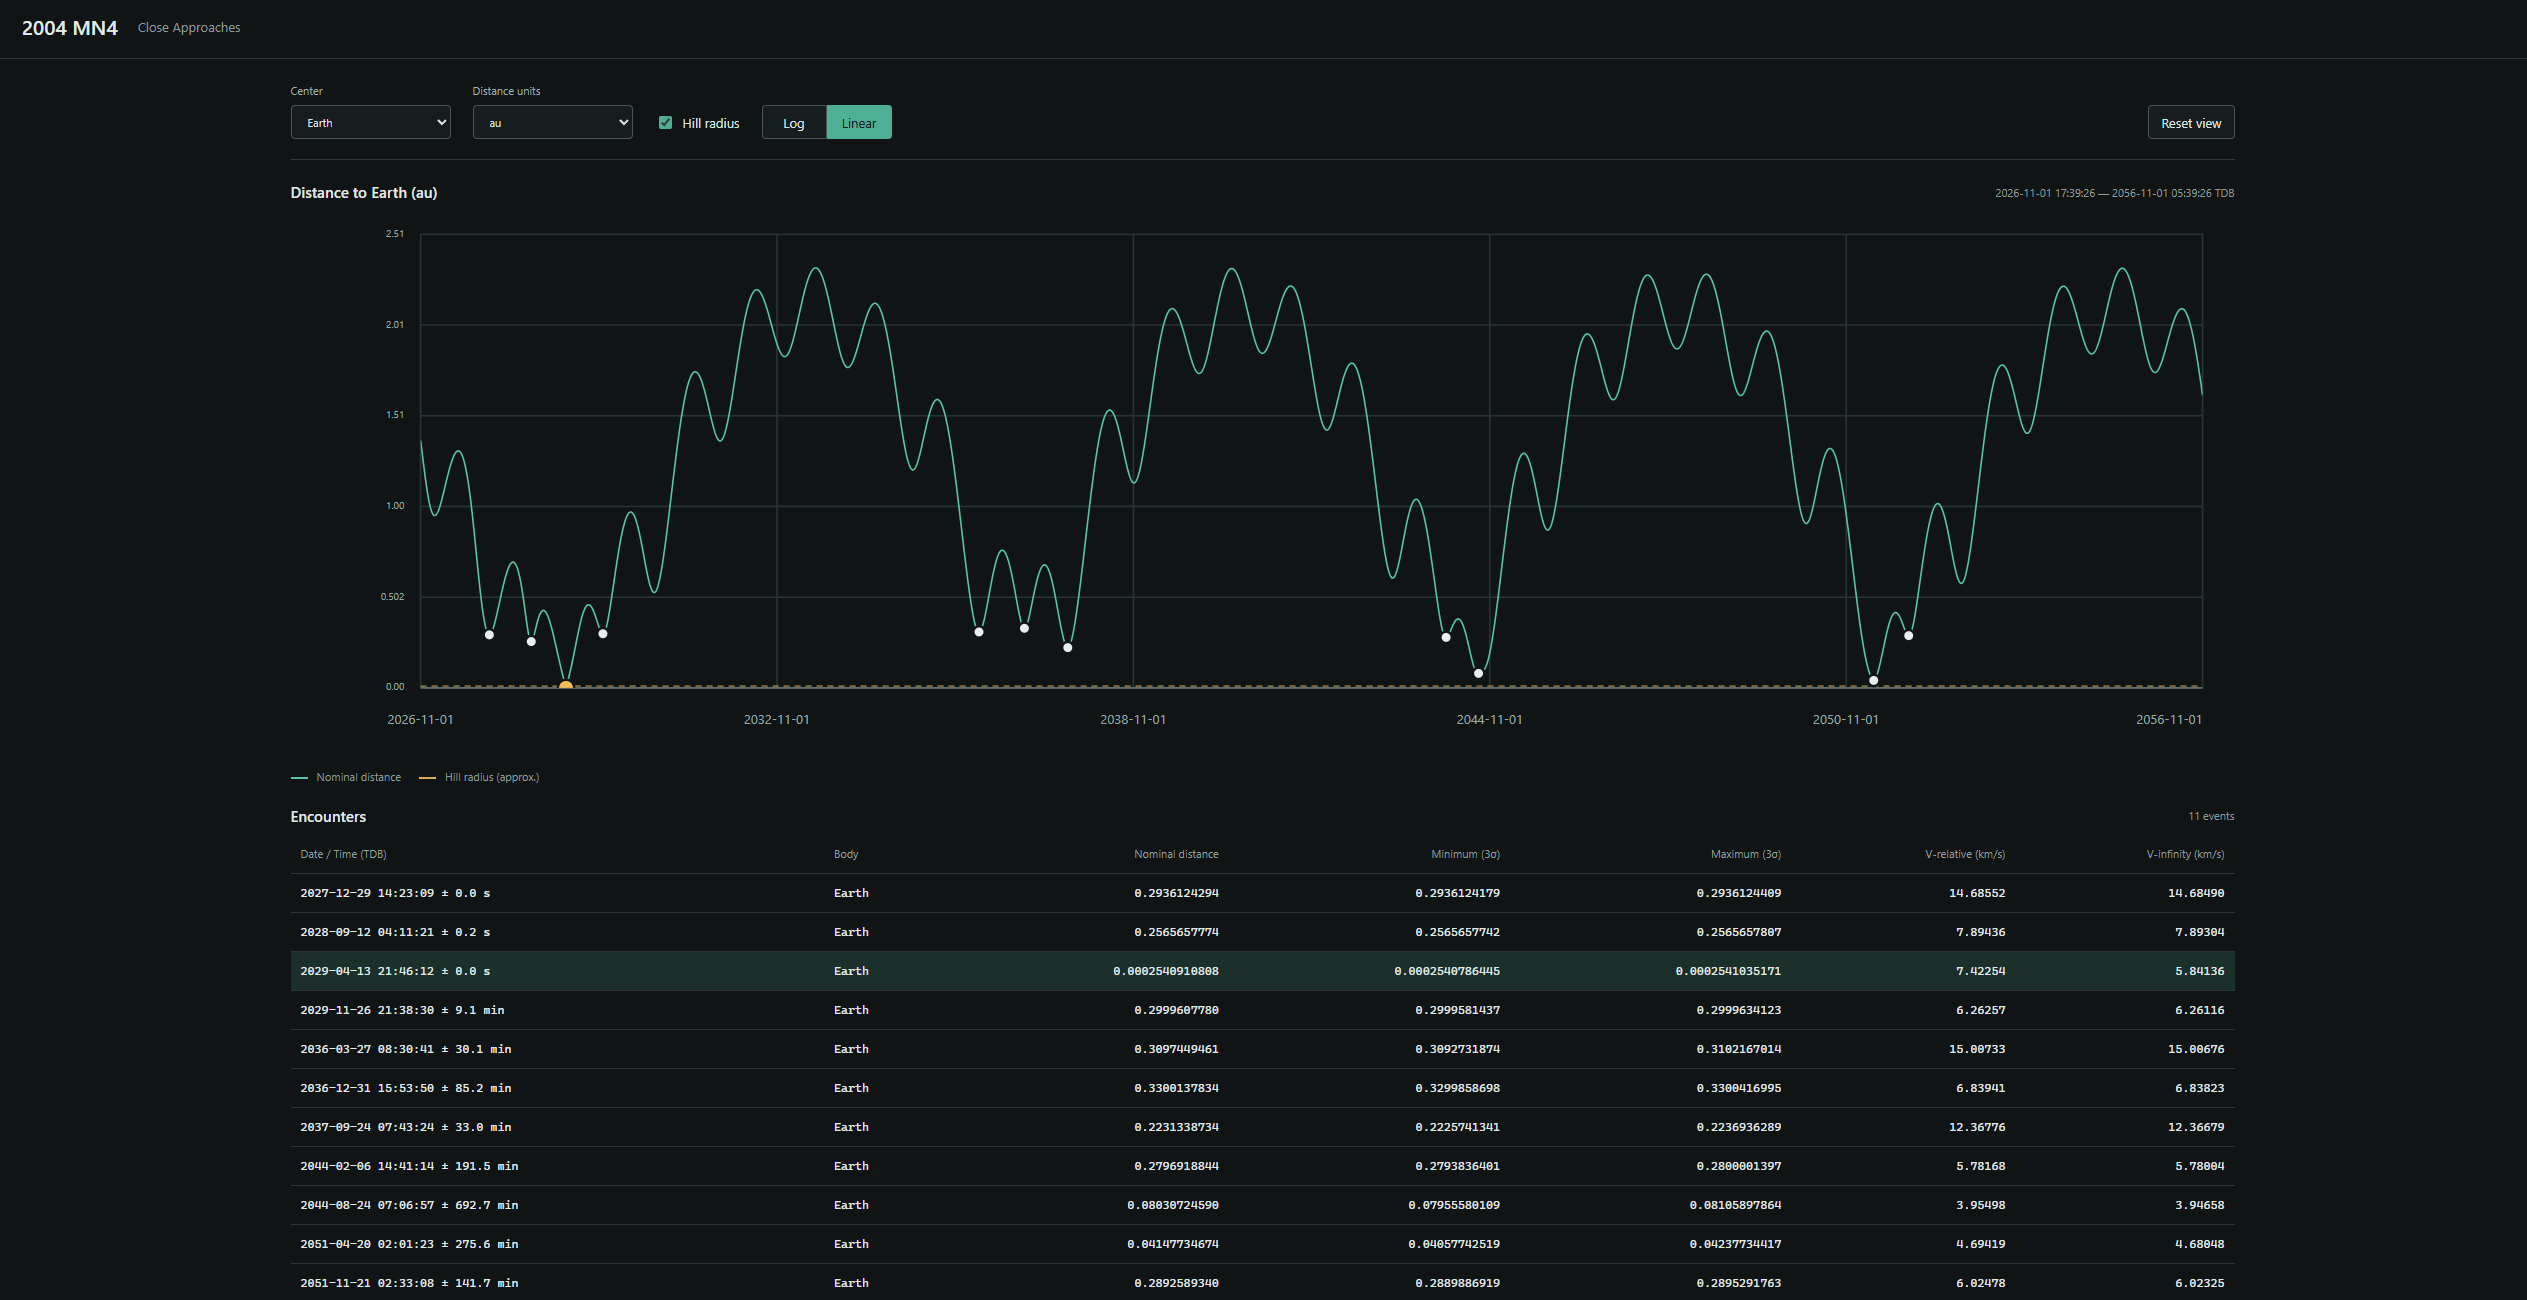 2004 MN4 Close Approaches
Center
Distance units
Earth
au
Hill radius
Log
Linear
Reset view
Distance to Earth (au)
2026-11-01 17:39:26 — 2056-11-01 05:39:26 TDB
2.51
2.01
1.51
1.00
0.502
0.00
2026-11-01 2032-11-01 2038-11-01 2044-11-01 2050-11-01 2056-11-01
Nominal distance Hill radius (approx.)
Encounters
11 events
Date / Time (TDB) Body Nominal distance Minimum (3σ) Maximum (3σ) V-relative (km/s) V-infinity (km/s)
2027-12-29 14:23:09 ± 0.0 s Earth 0.2936124294 0.2936124179 0.2936124409 14.68552 14.68490
2028-09-12 04:11:21 ± 0.2 s Earth 0.2565657774 0.2565657742 0.2565657807 7.89436 7.89304
2029-04-13 21:46:12 ± 0.0 s Earth 0.0002540910808 0.0002540786445 0.0002541035171 7.42254 5.84136
2029-11-26 21:38:30 ± 9.1 min Earth 0.2999607780 0.2999581437 0.2999634123 6.26257 6.26116
2036-03-27 08:30:41 ± 30.1 min Earth 0.3097449461 0.3092731874 0.3102167014 15.00733 15.00676
2036-12-31 15:53:50 ± 85.2 min Earth 0.3300137834 0.3299858698 0.3300416995 6.83941 6.83823
2037-09-24 07:43:24 ± 33.0 min Earth 0.2231338734 0.2225741341 0.2236936289 12.36776 12.36679
2044-02-06 14:41:14 ± 191.5 min Earth 0.2796918844 0.2793836401 0.2800001397 5.78168 5.78004
2044-08-24 07:06:57 ± 692.7 min Earth 0.08030724590 0.07955580109 0.08105897864 3.95498 3.94658
2051-04-20 02:01:23 ± 275.6 min Earth 0.04147734674 0.04057742519 0.04237734417 4.69419 4.68048
2051-11-21 02:33:08 ± 141.7 min Earth 0.2892589340 0.2889886919 0.2895291763 6.02478 6.02325